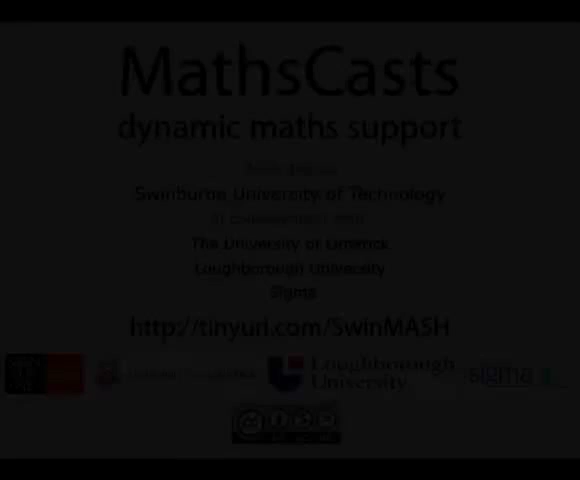 MathsCasts
dynamic maths support
Swinburne University of Technology
The University of Limerick
Loughborough University
Sigma
http://tinyurl.com/SwinMASH
Loughborough
University
sigma